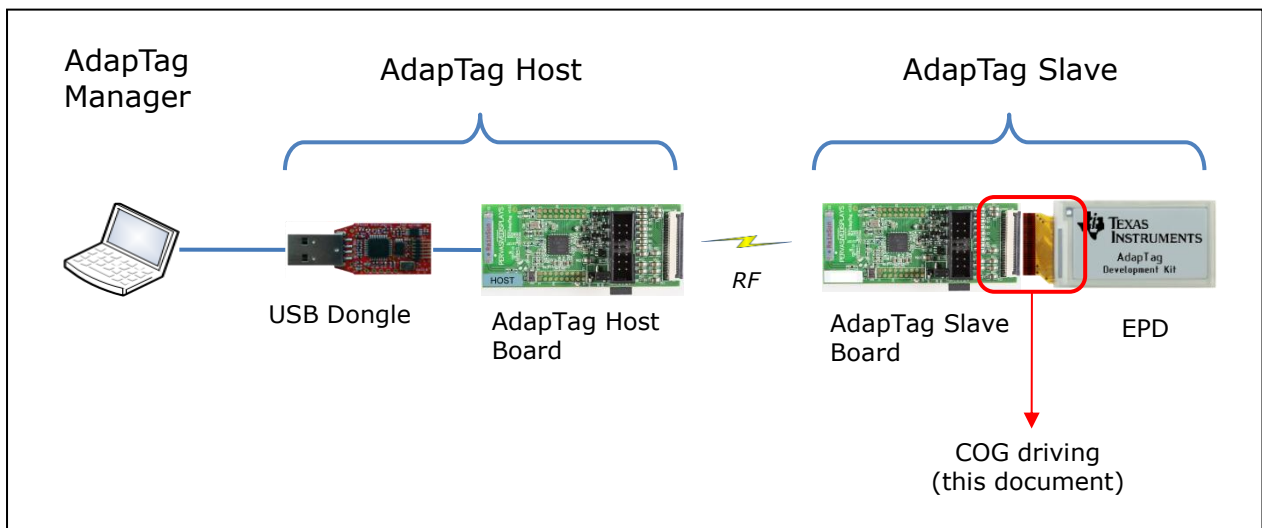 AdapTag
Manager
AdapTag Host
AdapTag Slave
HOST
RF
TEXAS
INSTRUMENTS
AdapTag
Development Kit
USB Dongle
AdapTag Host
Board
AdapTag Slave
Board
EPD
COG driving
(this document)